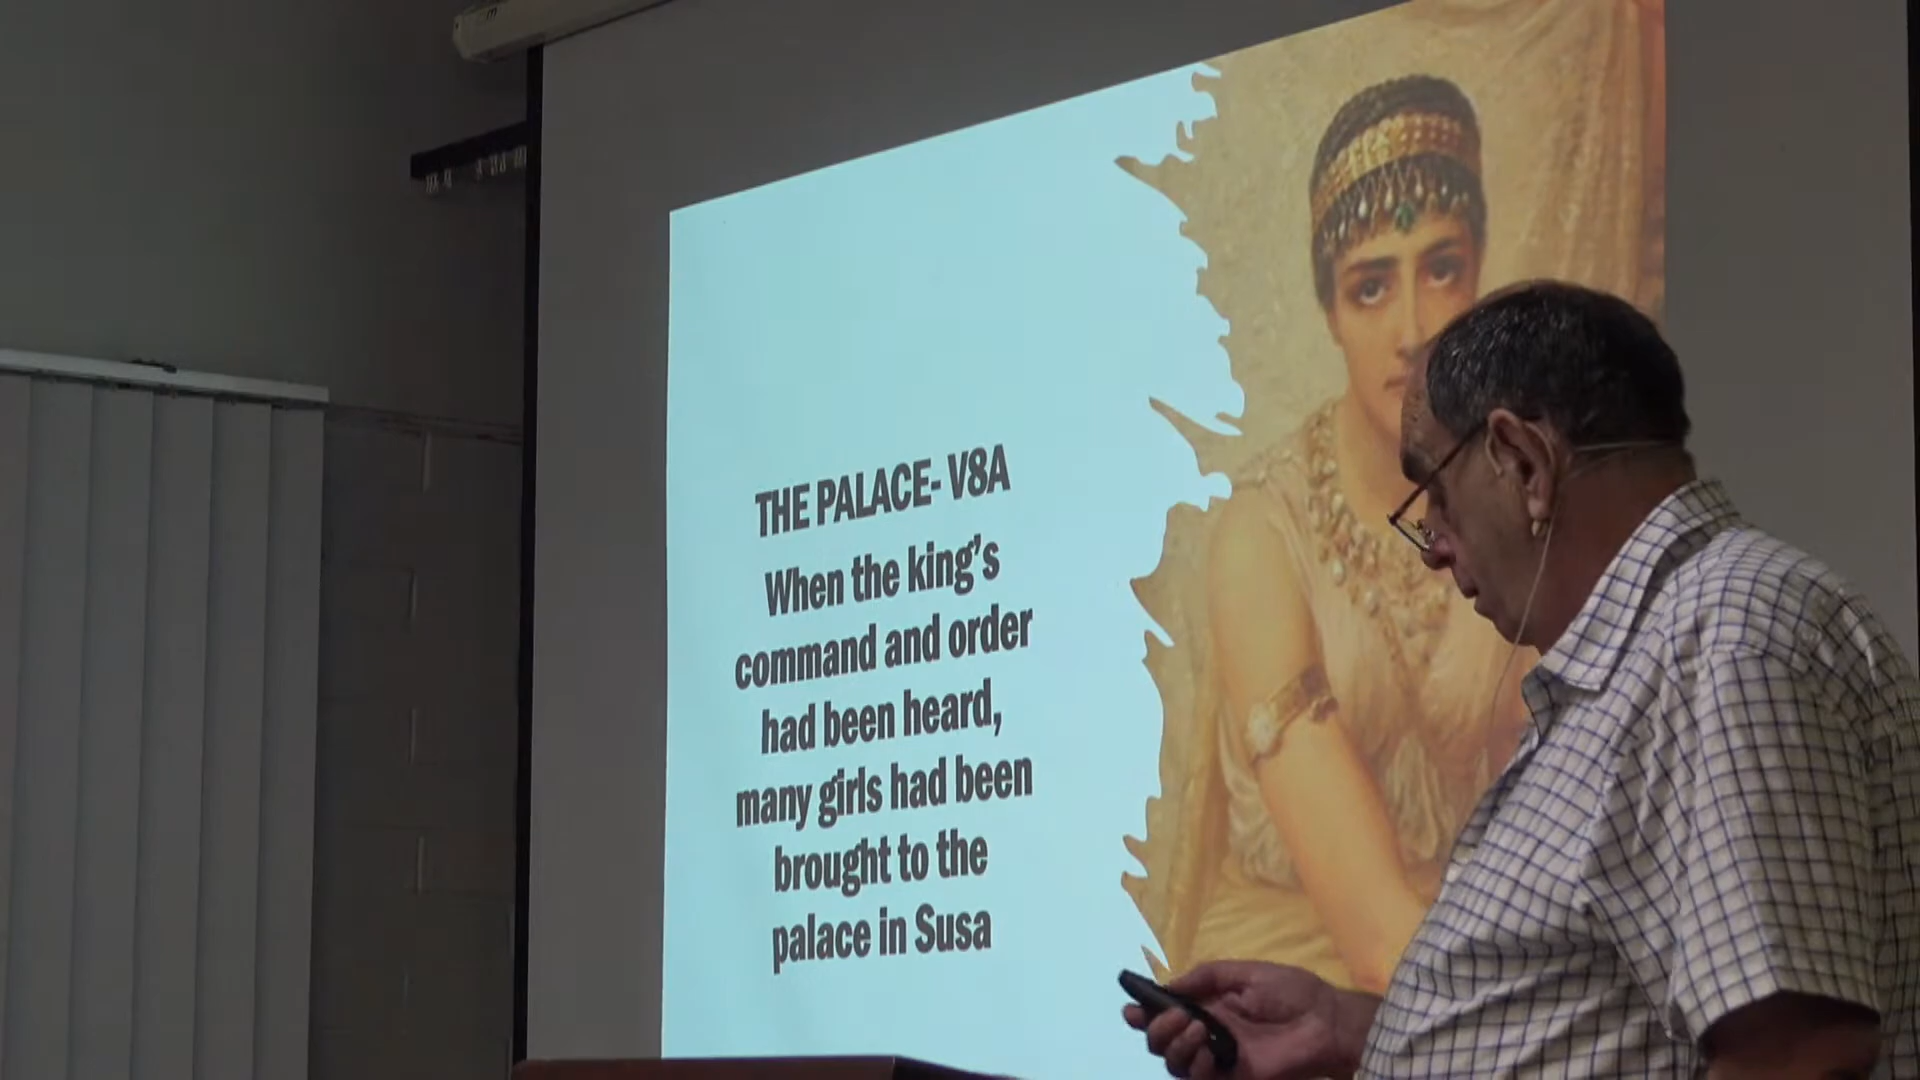 THE PALACE- V8A
When the king's
command and order
had been heard,
many girls had been
brought to the
palace in Susa